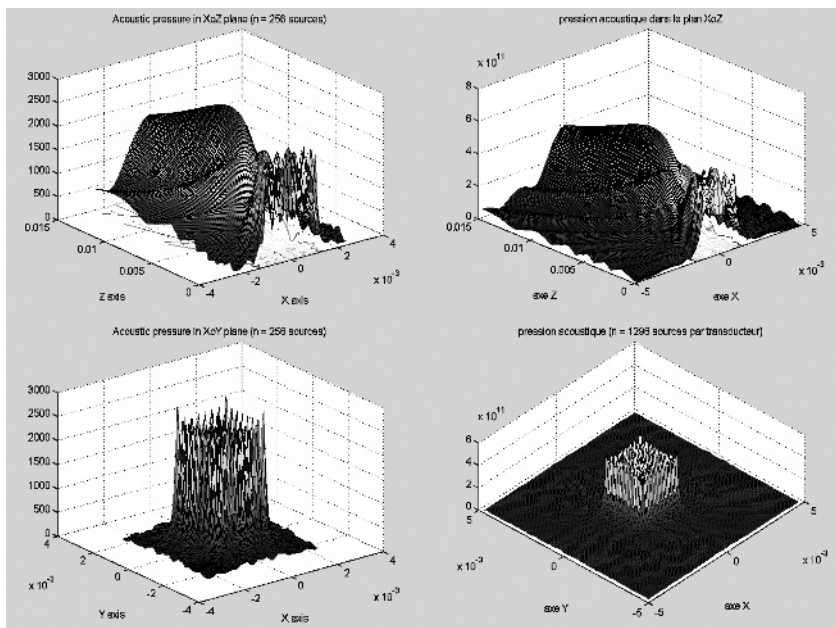 Acoustic pressure in XoZ plane (n = 256 sources)
3000
2500
2000
1500
1000
500
0
0.015
0.01
0.005
0
Z axis
-4
-2
0
2
4
x 10⁻³
X axis
pression acoustique dans le plan XoZ
x 10¹¹
8
6
4
2
0
0.015
0.01
0.005
0
axe Z
-5
0
5
x 10⁻³
axe X
Acoustic pressure in XoY plane (n = 256 sources)
3000
2500
2000
1500
1000
500
0
4
2
0
-2
-4
x 10⁻³
Y axis
-4
-2
0
2
4
x 10⁻³
X axis
pression acoustique (n = 1296 sources par transducteur)
x 10¹¹
6
4
2
0
5
0
-5
x 10⁻³
axe Y
-5
0
5
x 10⁻³
axe X